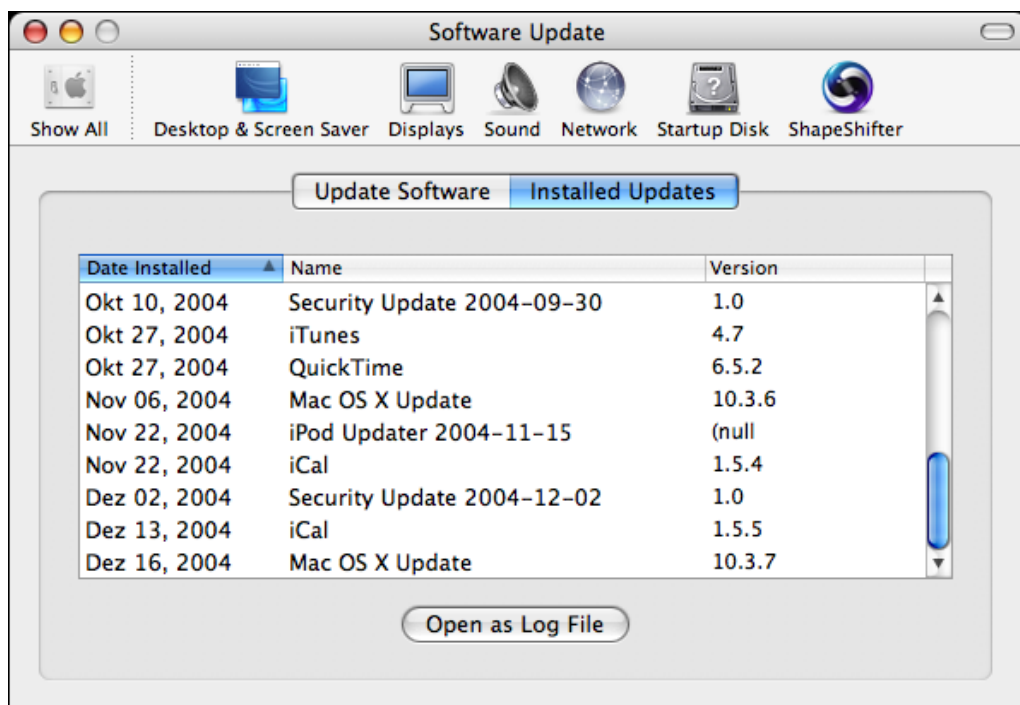 Software Update
Show All Desktop & Screen Saver Displays Sound Network Startup Disk ShapeShifter
Update Software Installed Updates
Date Installed Name Version
Okt 10, 2004 Security Update 2004-09-30 1.0
Okt 27, 2004 iTunes 4.7
Okt 27, 2004 QuickTime 6.5.2
Nov 06, 2004 Mac OS X Update 10.3.6
Nov 22, 2004 iPod Updater 2004-11-15 (null
Nov 22, 2004 iCal 1.5.4
Dez 02, 2004 Security Update 2004-12-02 1.0
Dez 13, 2004 iCal 1.5.5
Dez 16, 2004 Mac OS X Update 10.3.7
Open as Log File